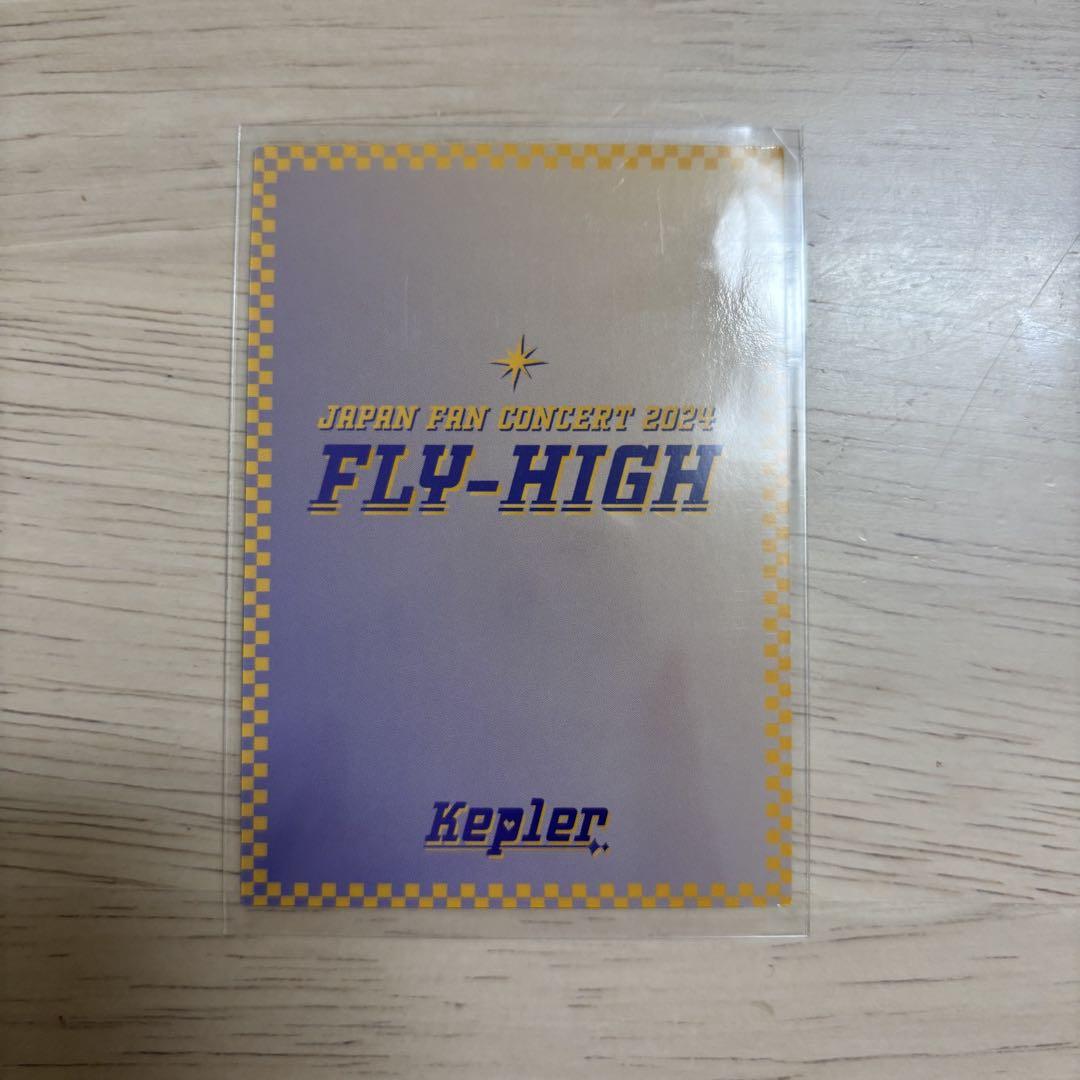 JAPAN FAN CONCERT 2024
FLY-HIGH
Kepler